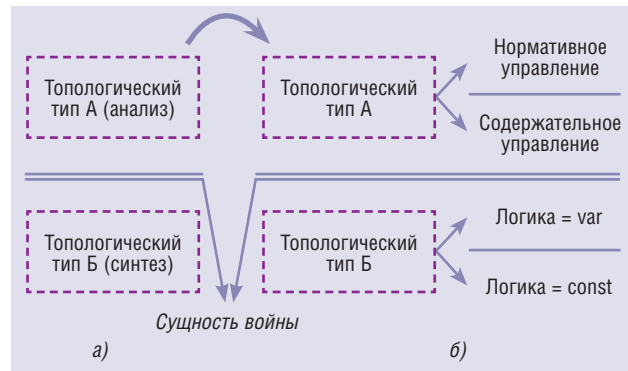 Топологический
тип А (анализ)
Топологический
тип А
Нормативное
управление
Содержательное
управление
Топологический
тип Б (синтез)
Топологический
тип Б
Логика = var
Логика = const
Сущность войны
а)
б)